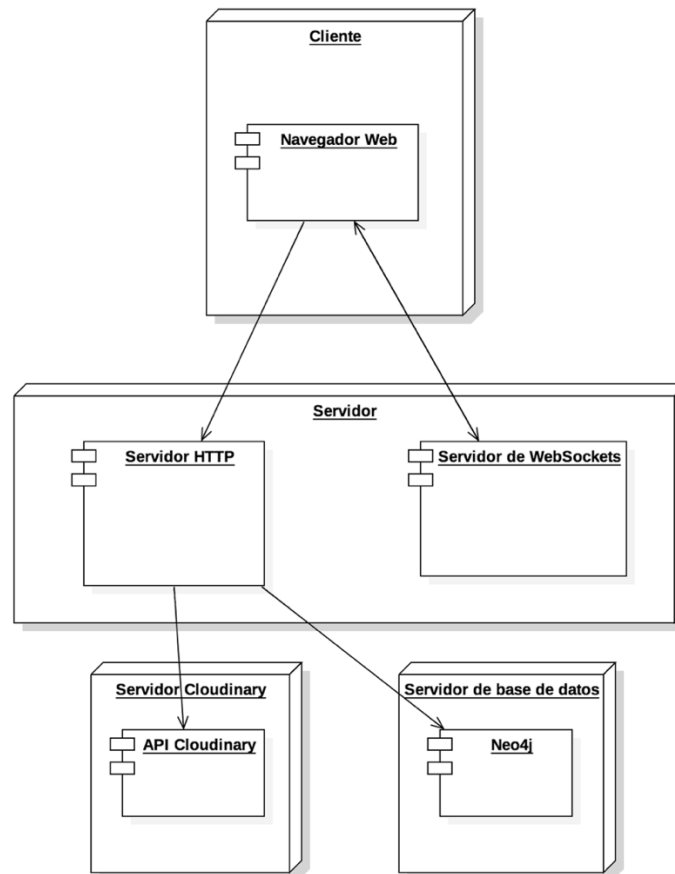 Cliente
Navegador Web
Servidor
Servidor HTTP
Servidor de WebSockets
Servidor Cloudinary
API Cloudinary
Servidor de base de datos
Neo4j